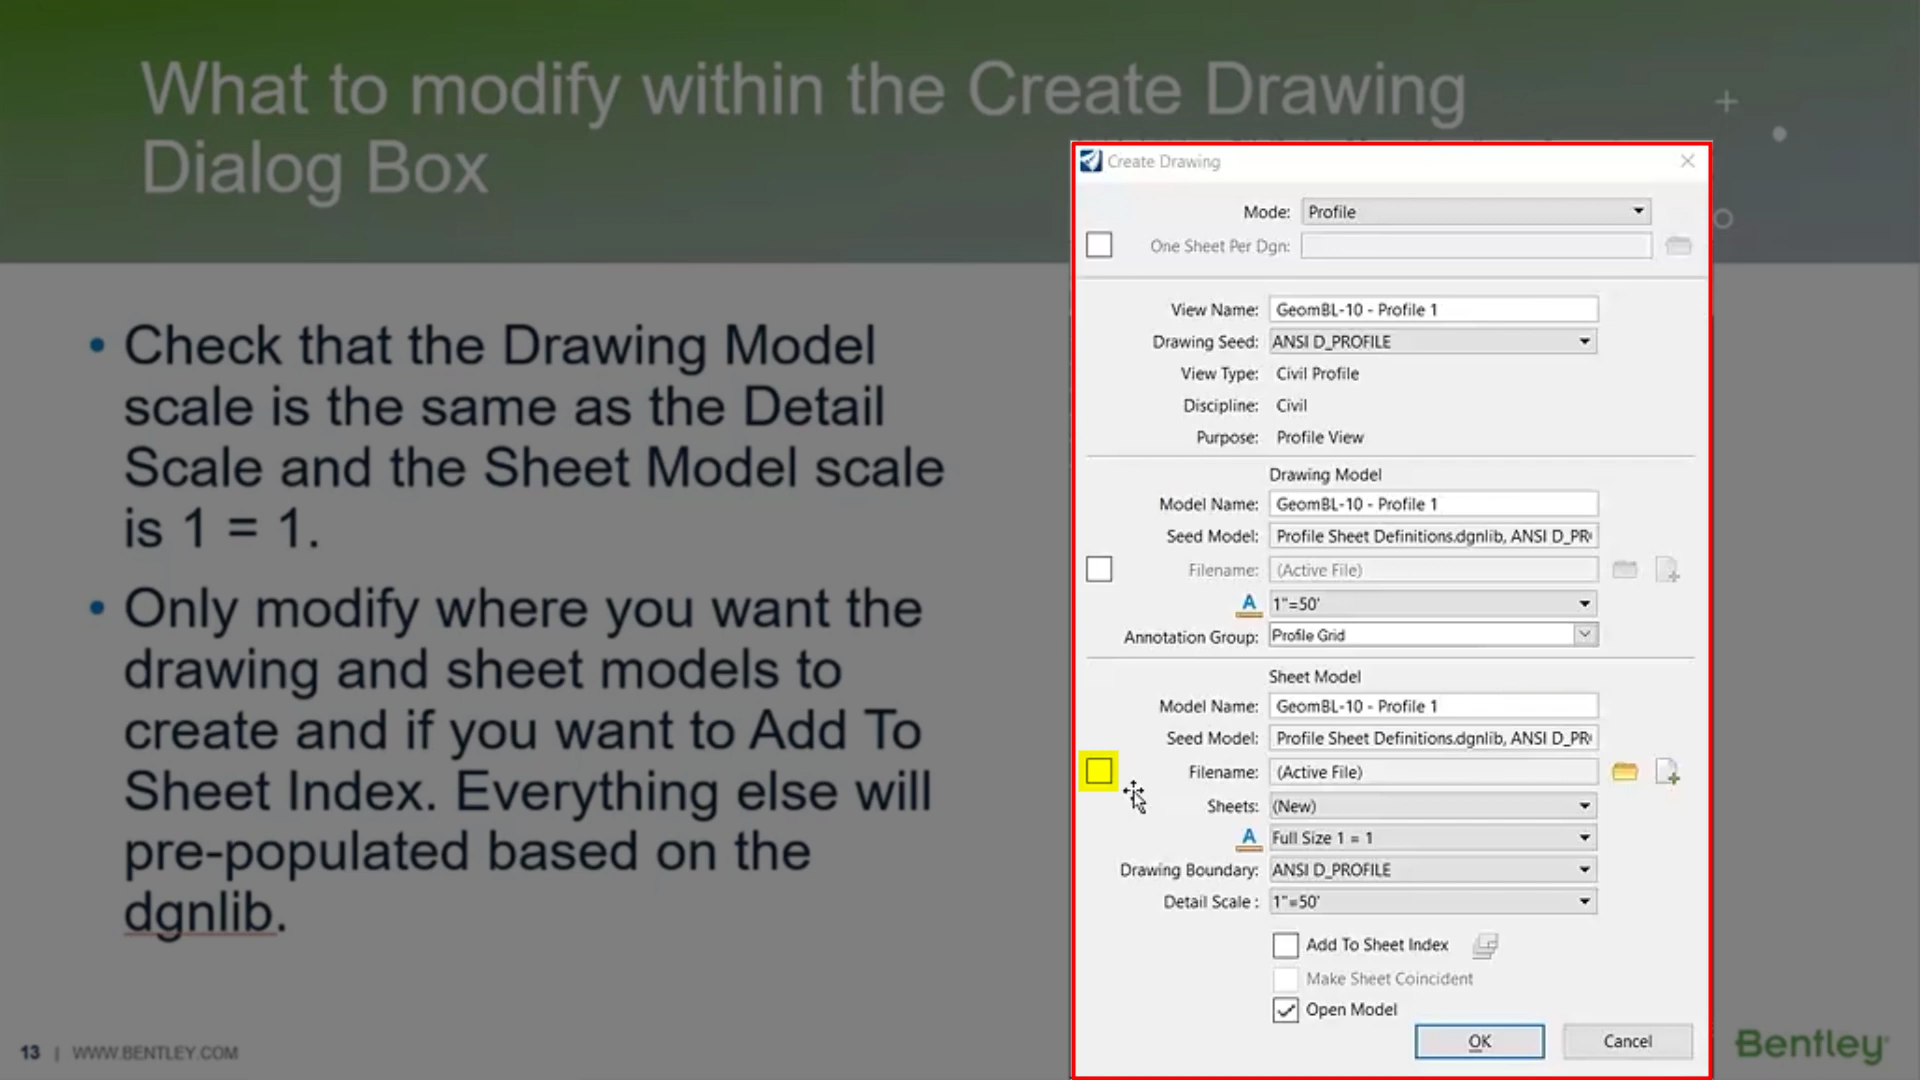 What to modify within the Create Drawing
Dialog Box
• Check that the Drawing Model
scale is the same as the Detail
Scale and the Sheet Model scale
is 1 = 1.
• Only modify where you want the
drawing and sheet models to
create and if you want to Add To
Sheet Index. Everything else will
pre-populated based on the
dgnlib.
13 | WWW.BENTLEY.COM
Create Drawing
Mode: Profile
One Sheet Per Dgn:
View Name: GeomBL-10 - Profile 1
Drawing Seed: ANSI D_PROFILE
View Type: Civil Profile
Discipline: Civil
Purpose: Profile View
Drawing Model
Model Name: GeomBL-10 - Profile 1
Seed Model: Profile Sheet Definitions.dgnlib, ANSI D_PR
Filename: (Active File)
A 1"=50'
Annotation Group: Profile Grid
Sheet Model
Model Name: GeomBL-10 - Profile 1
Seed Model: Profile Sheet Definitions.dgnlib, ANSI D_PR
Filename: (Active File)
Sheets: (New)
A Full Size 1 = 1
Drawing Boundary: ANSI D_PROFILE
Detail Scale : 1"=50'
Add To Sheet Index
Make Sheet Coincident
Open Model
OK Cancel
Bentley